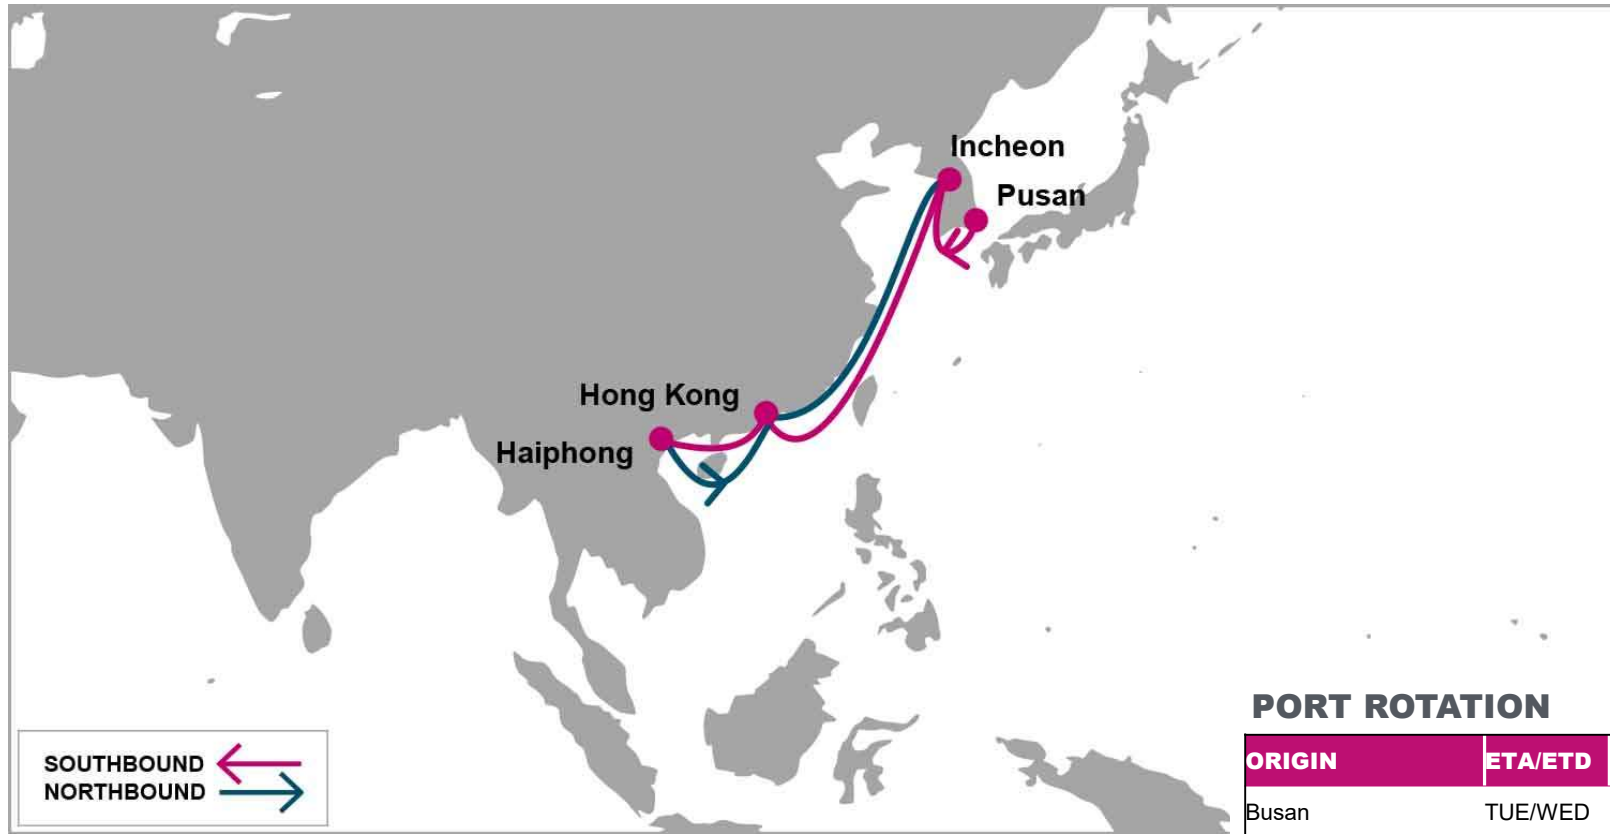 Incheon
Pusan
Hong Kong
Haiphong
SOUTHBOUND
NORTHBOUND
PORT ROTATION
ORIGIN ETA/ETD
Busan TUE/WED